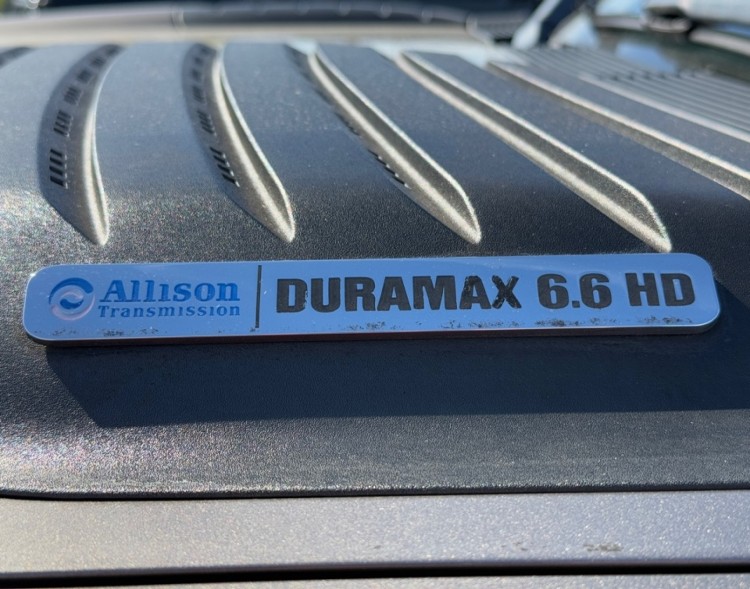 Allison
Transmission
DURAMAX 6.6 HD